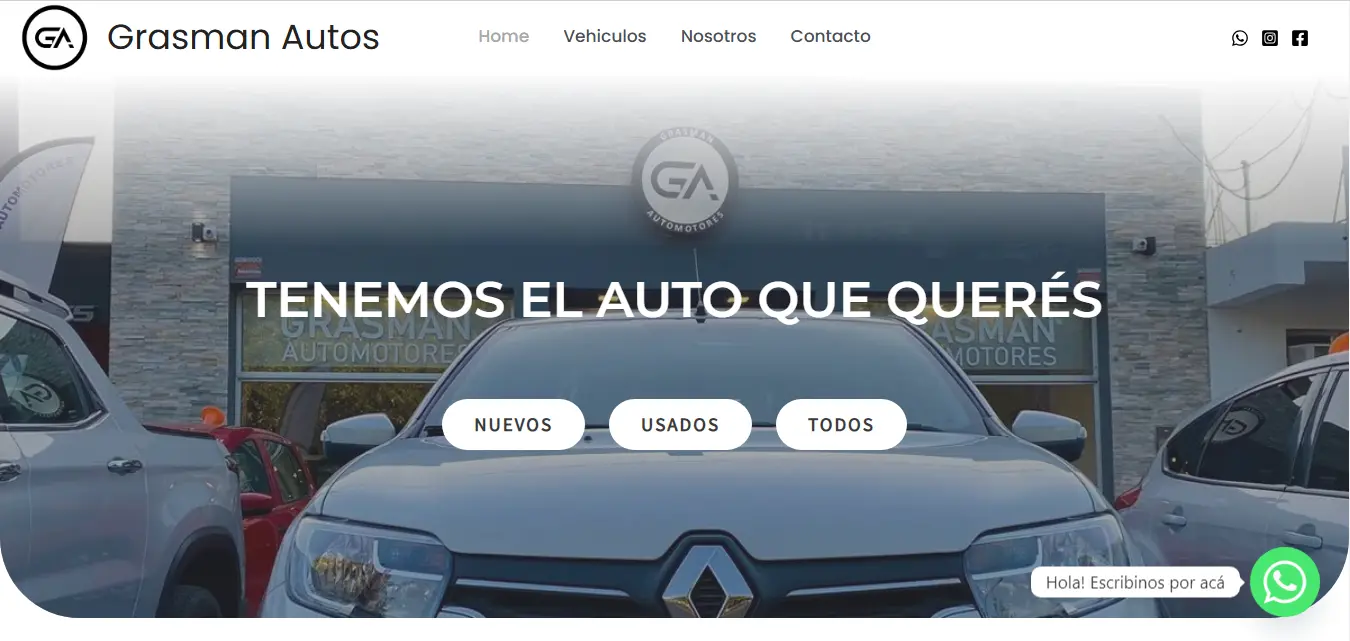 GA
Grasman Autos
Home
Vehiculos
Nosotros
Contacto
GRASMAN
GA
AUTOMOTORES
AUTOMOTORES
TENEMOS EL AUTO QUE QUERÉS
GRASMAN
AUTOMOTORES
GRASMAN
MOTORES
NUEVOS
USADOS
TODOS
Hola! Escribinos por acá